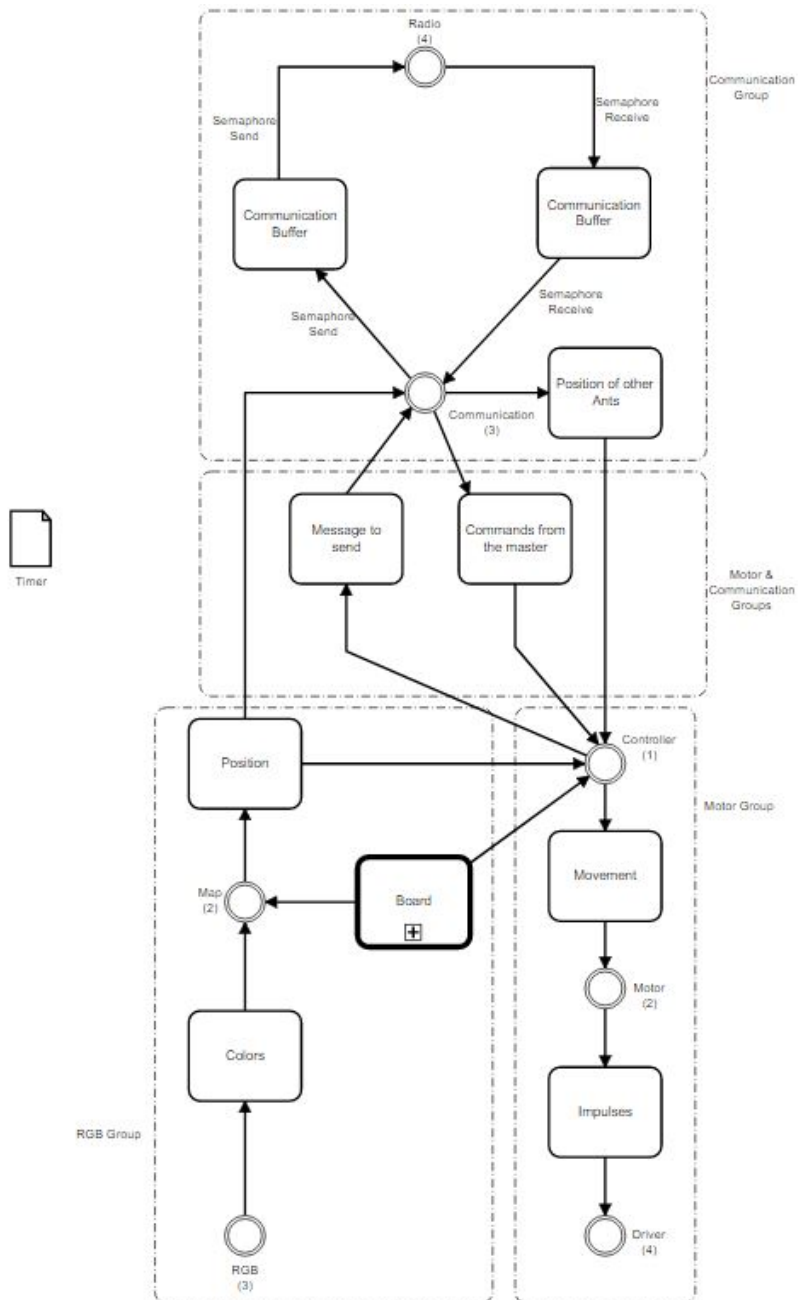 Radio
(4)
Communication
Group
Semaphore
Send
Semaphore
Receive
Communication
Buffer
Communication
Buffer
Semaphore
Send
Semaphore
Receive
Position of other
Ants
Communication
(3)
Message to
send
Commands from
the master
Timer
Motor &
Communication
Groups
Position
Controller
(1)
Motor Group
Map
(2)
Board
Movement
Motor
(2)
Colors
Impulses
RGB Group
RGB
(3)
Driver
(4)